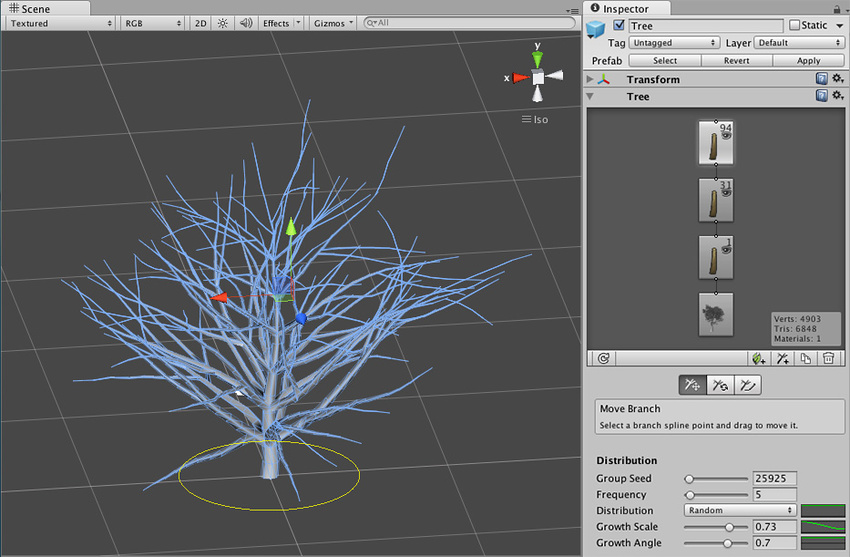 Scene
Textured RGB 2D Effects Gizmos All
y
x
Iso
Inspector
Tree Static
Tag Untagged Layer Default
Prefab Select Revert Apply
Transform
Tree
94
31
1
Verts: 4903
Tris: 6848
Materials: 1
Move Branch
Select a branch spline point and drag to move it.
Distribution
Group Seed 25925
Frequency 5
Distribution Random
Growth Scale 0.73
Growth Angle 0.7